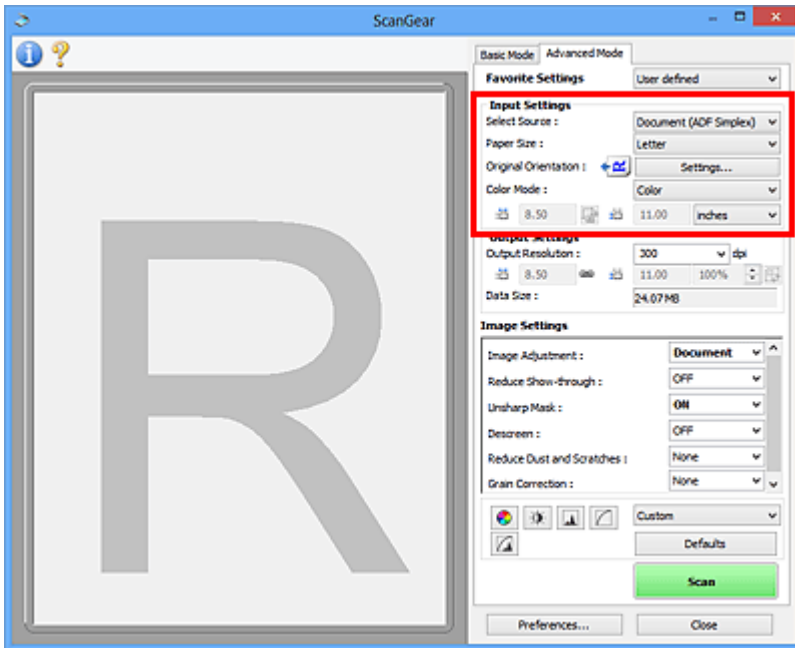 ScanGear
Basic Mode Advanced Mode
Favorite Settings User defined
Input Settings
Select Source : Document (ADF Simplex)
Paper Size : Letter
Original Orientation : R Settings...
Color Mode : Color
8.50 11.00 inches
Output Settings
Output Resolution : 300 dpi
8.50 11.00 100%
Data Size : 24.07 MB
Image Settings
Image Adjustment : Document
Reduce Show-through : OFF
Unsharp Mask : ON
Descreen : OFF
Reduce Dust and Scratches : None
Grain Correction : None
Custom
Defaults
Scan
Preferences... Close
R